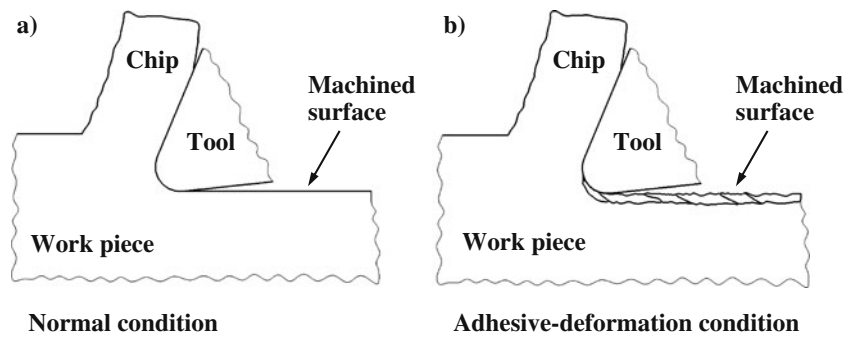 a)
Chip
Machined
surface
Tool
Work piece
Normal condition
b)
Chip
Machined
surface
Tool
Work piece
Adhesive-deformation condition